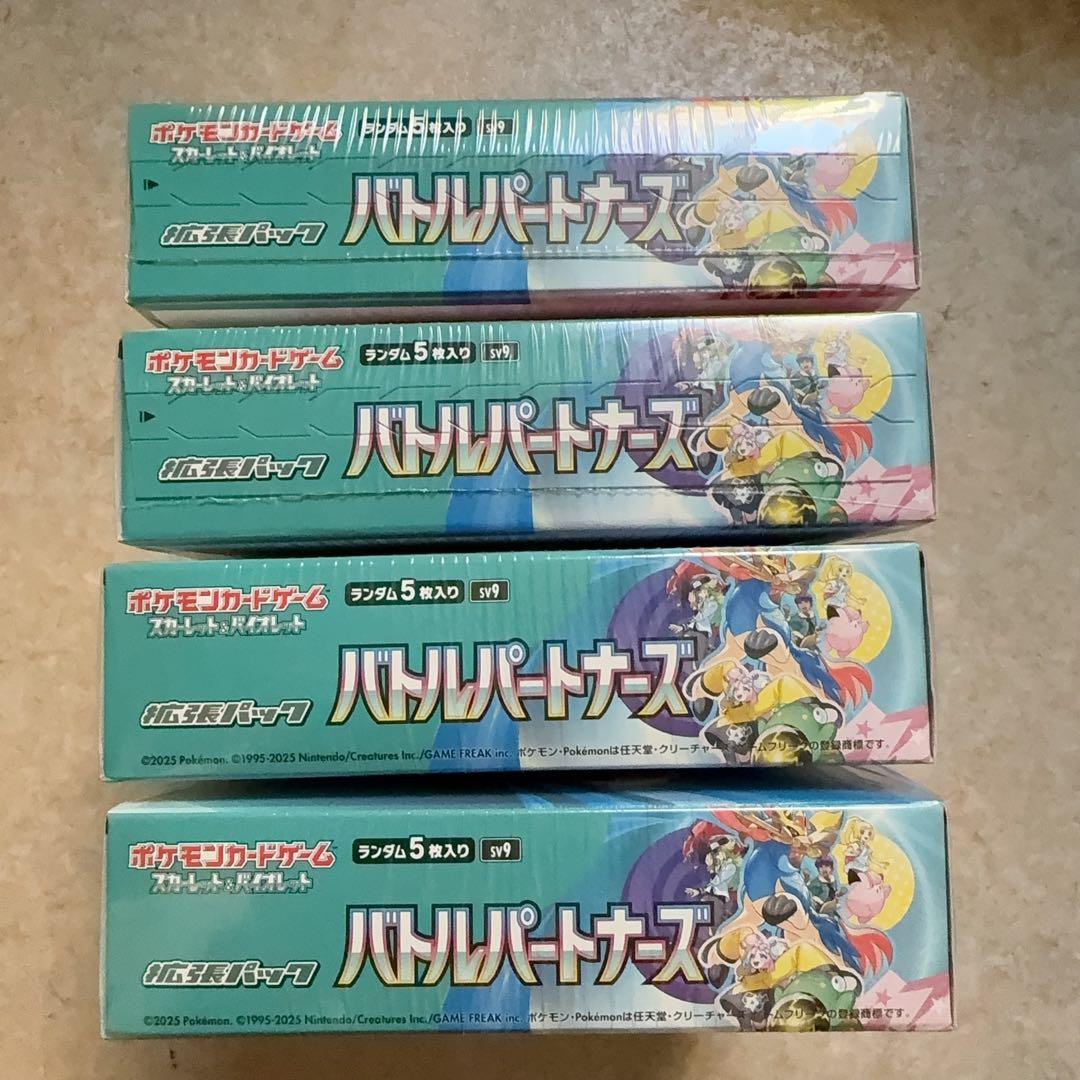 ポケモンカードゲーム ランダム5枚入り SV9
スカーレット&バイオレット
拡張パック バトルパートナーズ
ポケモンカードゲーム ランダム5枚入り SV9
スカーレット&バイオレット
拡張パック バトルパートナーズ
ポケモンカードゲーム ランダム5枚入り SV9
スカーレット&バイオレット
拡張パック バトルパートナーズ
©2025 Pokémon. ©1995-2025 Nintendo/Creatures Inc./GAME FREAK inc. ポケモン・Pokémonは任天堂・クリーチャーズ・ゲームフリークの登録商標です。
ポケモンカードゲーム ランダム5枚入り SV9
スカーレット&バイオレット
拡張パック バトルパートナーズ
©2025 Pokémon. ©1995-2025 Nintendo/Creatures Inc./GAME FREAK inc. ポケモン・Pokémonは任天堂・クリーチャーズ・ゲームフリークの登録商標です。